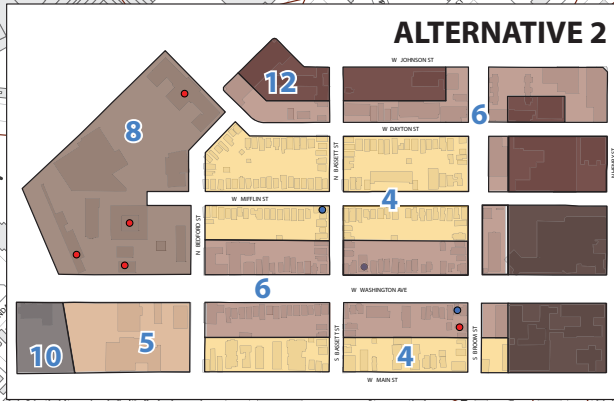 ALTERNATIVE 2
W JOHNSON ST
12
8
6
W DAYTON ST
N BASSETT ST
4
W MIFFLIN ST
N BEDFORD ST
6
W WASHINGTON AVE
10
5
S BASSETT ST
4
S BROOM ST
W MAIN ST